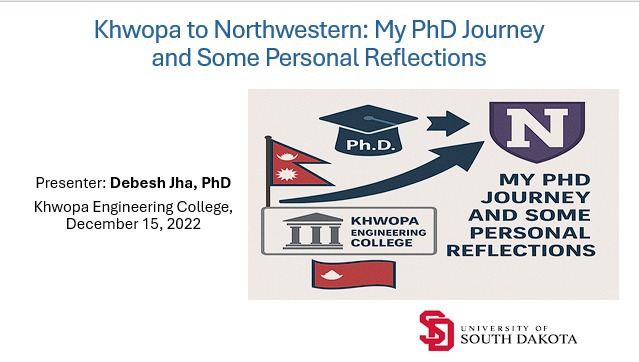 Khwopa to Northwestern: My PhD Journey
and Some Personal Reflections
Presenter: Debesh Jha, PhD
Khwopa Engineering College,
December 15, 2022
Ph.D.
N
KHWOPA
ENGINEERING
COLLEGE
MY PHD
JOURNEY
AND SOME
PERSONAL
REFLECTIONS
SD
UNIVERSITY OF
SOUTH DAKOTA